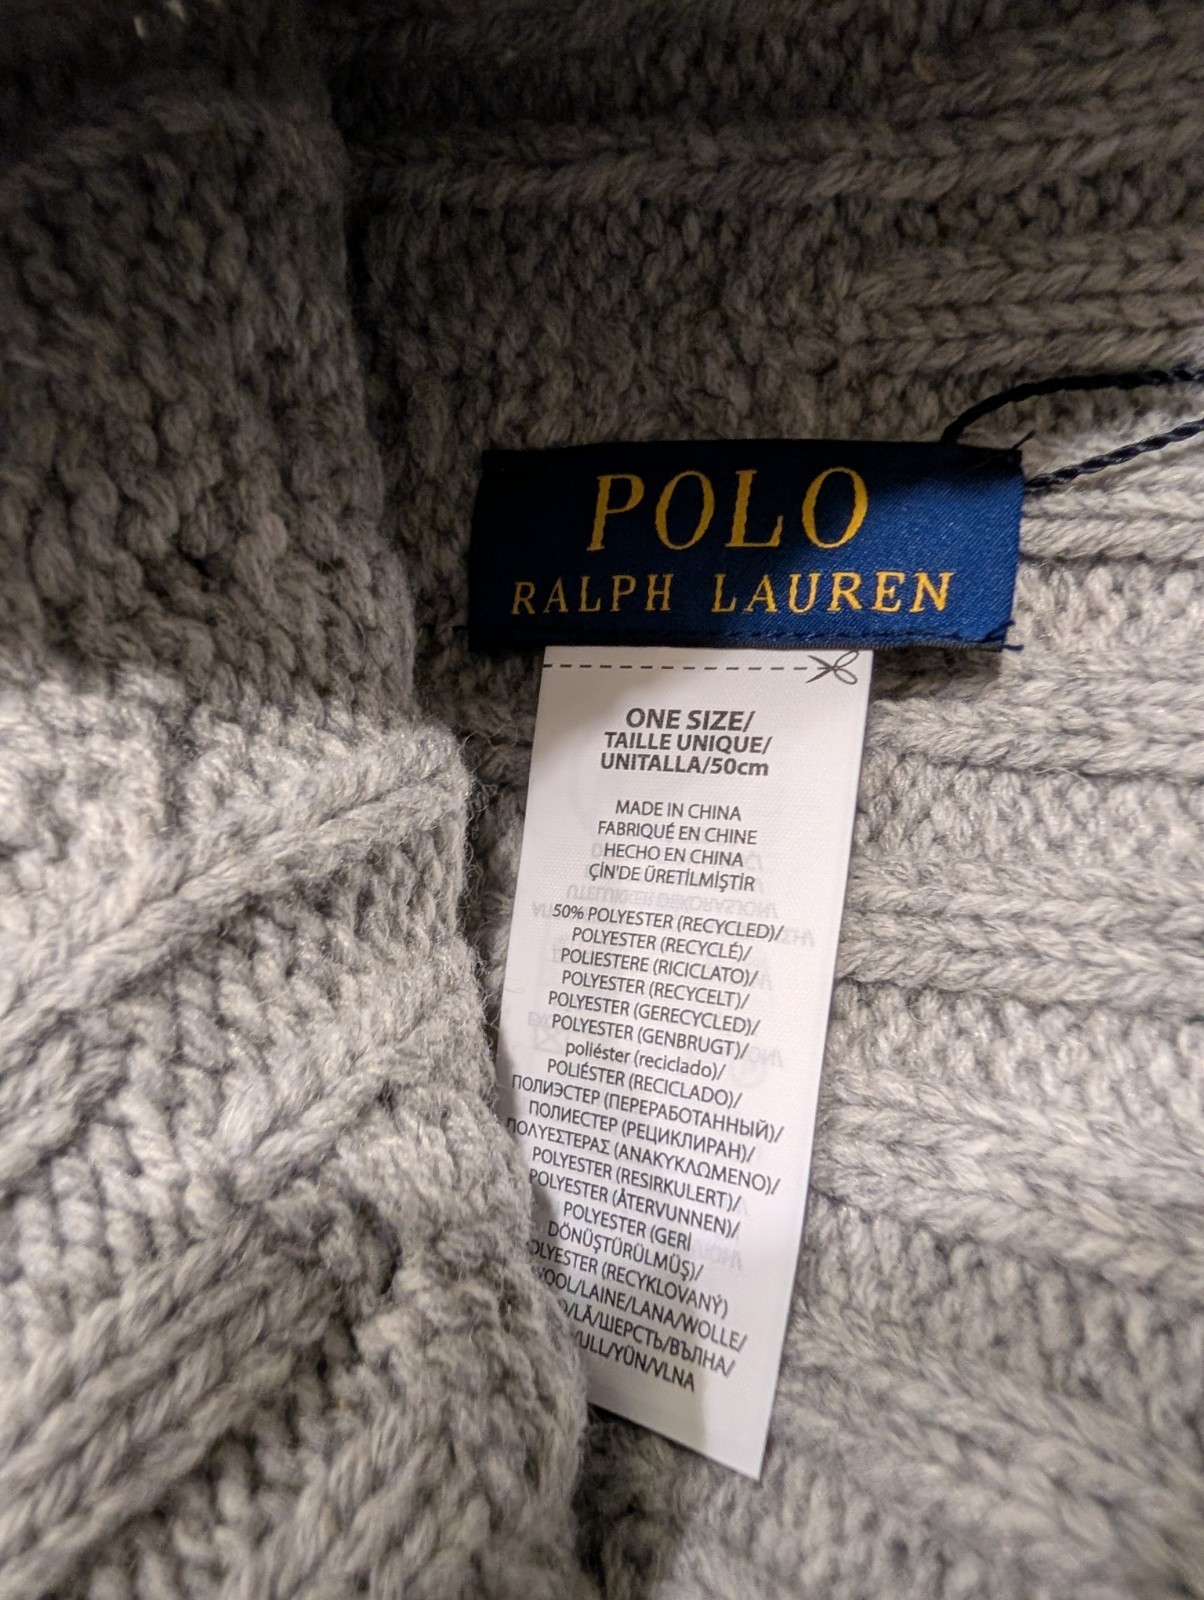 POLO
RALPH LAUREN
ONE SIZE/
TAILLE UNIQUE/
UNITALLA/50cm
MADE IN CHINA
FABRIQUÉ EN CHINE
HECHO EN CHINA
ÇİN'DE ÜRETİLMİŞTİR
50% POLYESTER (RECYCLED)/
POLYESTER (RECYCLÉ)/
POLIESTERE (RICICLATO)/
POLYESTER (RECYCELT)/
POLYESTER (GERECYCLED)/
POLYESTER (GENBRUGT)/
poliéster (reciclado)/
POLIÉSTER (RECICLADO)/
ПОЛИЭСТЕР (ПЕРЕРАБОТАННЫЙ)/
ПОЛИЕСТЕР (РЕЦИКЛИРАН)/
ΠΟΛΥΕΣΤΕΡΑΣ (ΑΝΑΚΥΚΛΩΜΕΝΟ)/
POLYESTER (RESIRKULERT)/
POLYESTER (ÅTERVUNNEN)/
POLYESTER (GERİ
DÖNÜŞTÜRÜLMÜŞ)/
POLYESTER (RECYKLOVANÝ)
WOOL/LAINE/LANA/WOLLE/
/LÃ/ШЕРСТЬ/ВЪЛНА/
/ULL/YÜN/VLNA